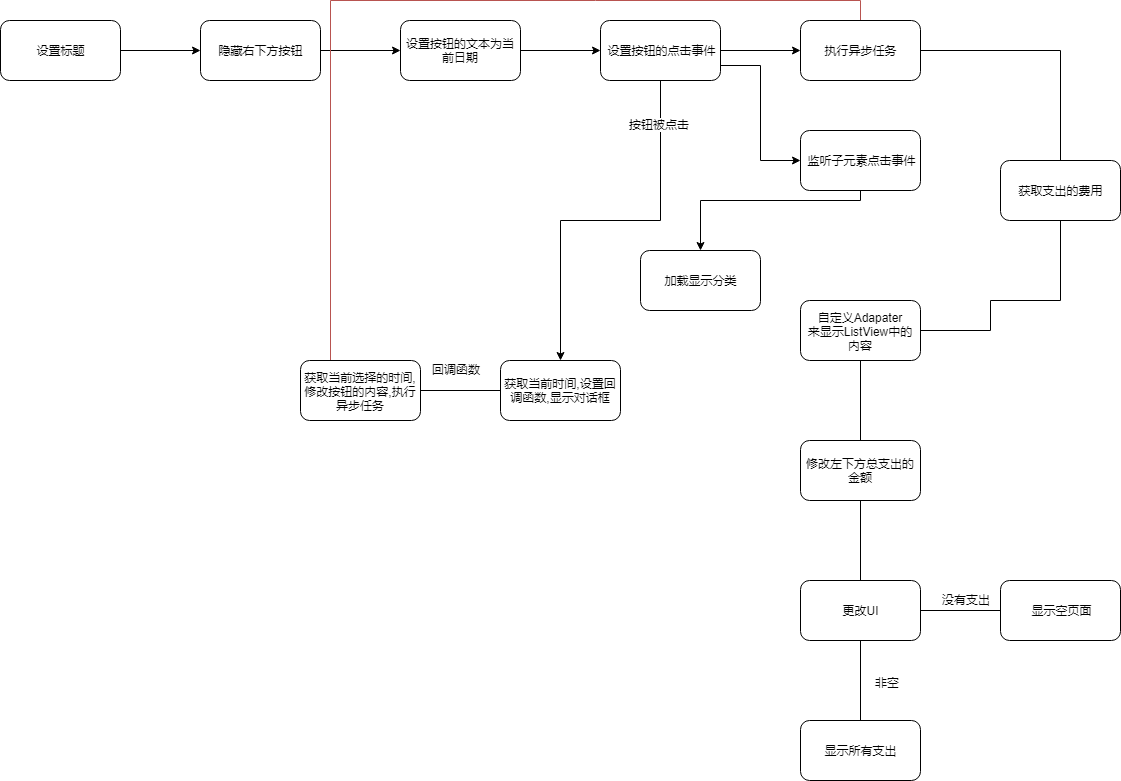 设置标题
隐藏右下方按钮
设置按钮的文本为当
前日期
设置按钮的点击事件
执行异步任务
按钮被点击
监听子元素点击事件
获取支出的费用
加载显示分类
自定义Adapater
来显示ListView中的
内容
获取当前选择的时间,
修改按钮的内容,执行
异步任务
回调函数
获取当前时间,设置回
调函数,显示对话框
修改左下方总支出的
金额
更改UI
没有支出
显示空页面
非空
显示所有支出